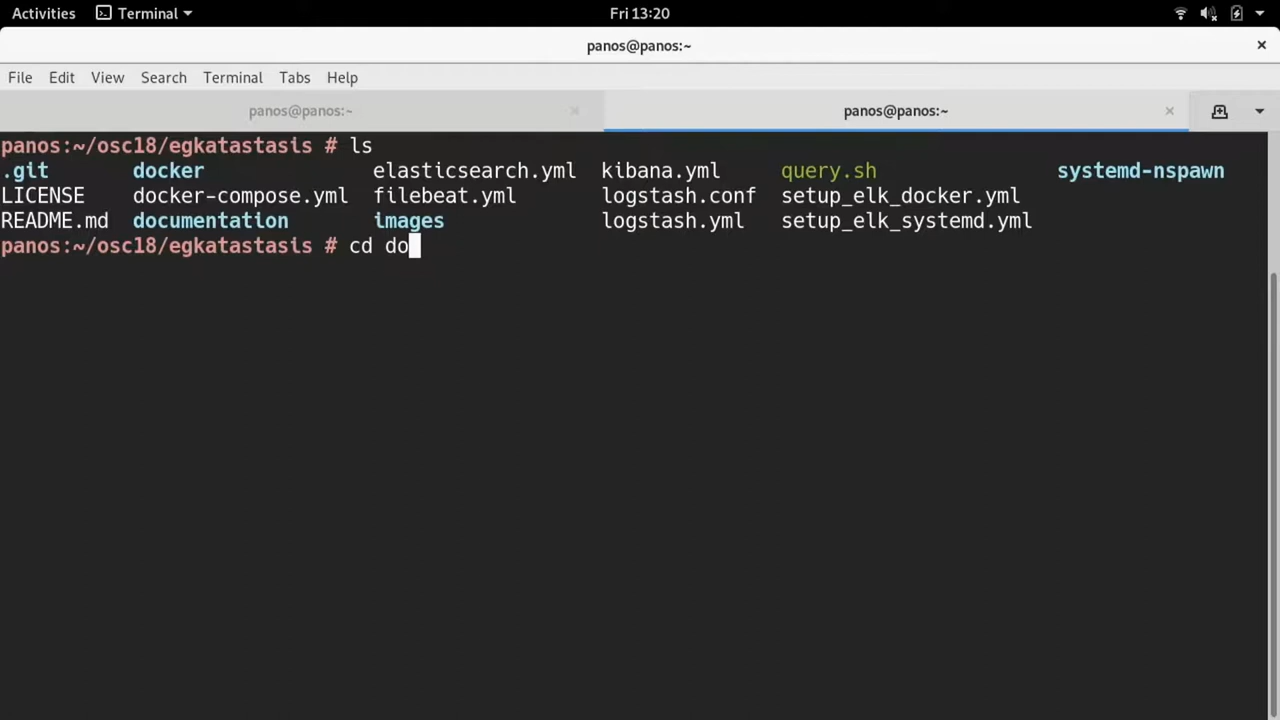 Activities Terminal Fri 13:20
panos@panos:~
File Edit View Search Terminal Tabs Help
panos@panos:~ panos@panos:~
panos:~/osc18/egkatastasis # ls
.git docker elasticsearch.yml kibana.yml query.sh systemd-nspawn
LICENSE docker-compose.yml filebeat.yml logstash.conf setup_elk_docker.yml
README.md documentation images logstash.yml setup_elk_systemd.yml
panos:~/osc18/egkatastasis # cd do